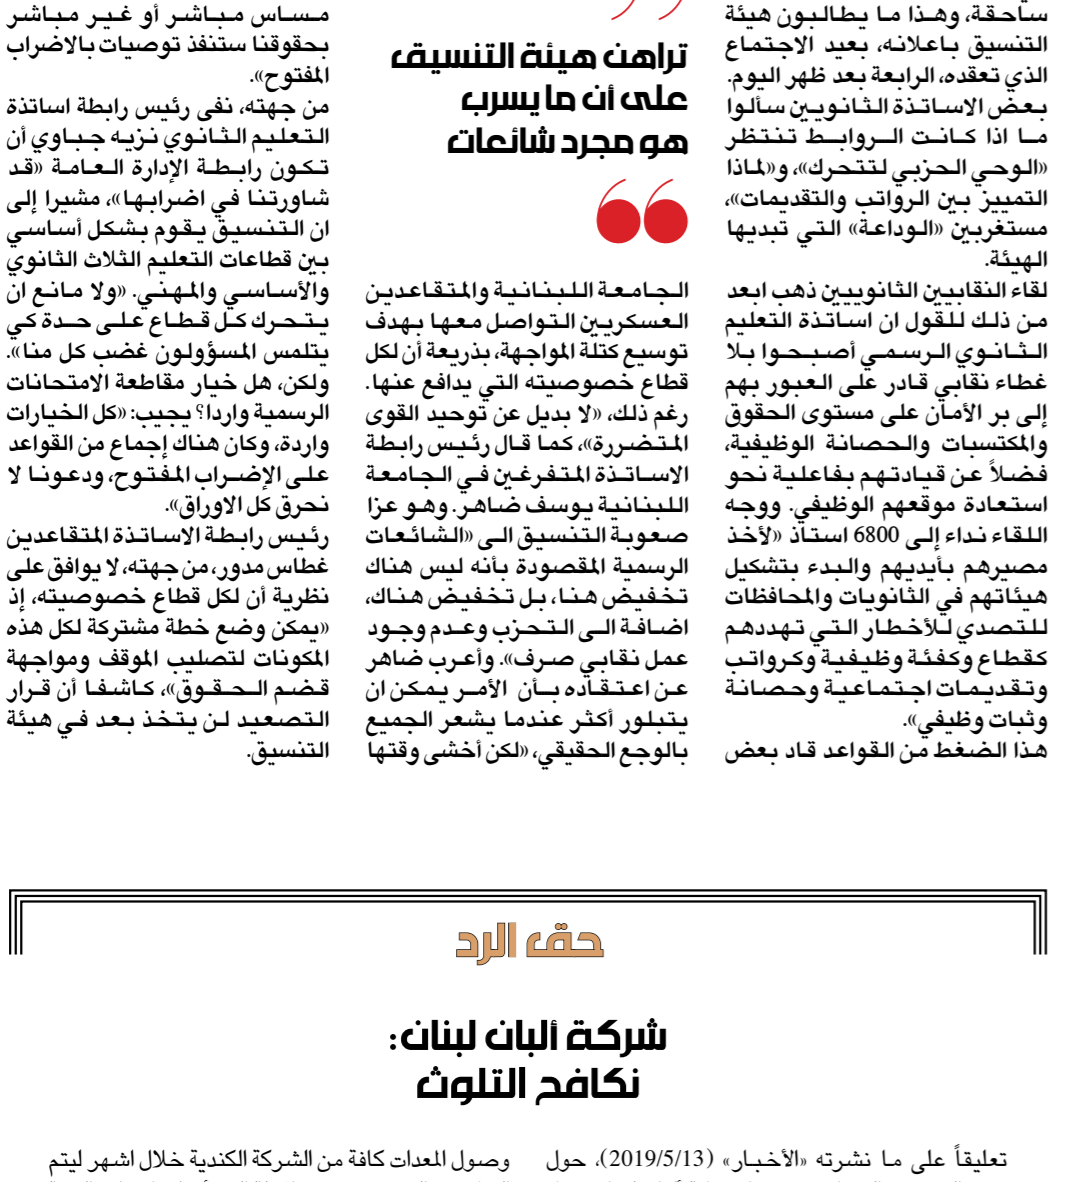 ساحقة، وهذا ما يطالبون هيئة
التنسيق باعلانه، بعيد الاجتماع
الذي تعقده، الرابعة بعد ظهر اليوم.
بعض الاساتذة الثانويين سألوا
ما اذا كانت الروابط تنتظر
«الوحي الحزبي لتتحرك»، و«لماذا
التمييز بين الرواتب والتقديمات»،
مستغربين «الوداعة» التي تبديها
الهيئة.
لقاء النقابيين الثانويين ذهب ابعد
من ذلك للقول ان اساتذة التعليم
الثانوي الرسمي أصبحوا بلا
غطاء نقابي قادر على العبور بهم
إلى بر الأمان على مستوى الحقوق
والمكتسبات والحصانة الوظيفية،
فضلاً عن قيادتهم بفاعلية نحو
استعادة موقعهم الوظيفي. ووجه
اللقاء نداء إلى 6800 استاذ «لأخذ
مصيرهم بأيديهم والبدء بتشكيل
هيئاتهم في الثانويات والمحافظات
للتصدي للأخطار التي تهددهم
كقطاع وكفئة وظيفية وكرواتب
وتقديمات اجتماعية وحصانة
وثبات وظيفي».
هذا الضغط من القواعد قاد بعض
تراهن هيئة التنسيق
على أن ما يسرب
هو مجرد شائعات
الجامعة اللبنانية والمتقاعدين
العسكريين التواصل معها بهدف
توسيع كتلة المواجهة، بذريعة أن لكل
قطاع خصوصيته التي يدافع عنها.
رغم ذلك، «لا بديل عن توحيد القوى
المتضررة»، كما قال رئيس رابطة
الاساتذة المتفرغين في الجامعة
اللبنانية يوسف ضاهر. وهو عزا
صعوبة التنسيق الى «الشائعات
الرسمية المقصودة بأنه ليس هناك
تخفيض هنا، بل تخفيض هناك،
اضافة الى التحزب وعدم وجود
عمل نقابي صرف». وأعرب ضاهر
عن اعتقاده بأن الأمر يمكن ان
يتبلور أكثر عندما يشعر الجميع
بالوجع الحقيقي، «لكن أخشى وقتها
مساس مباشر أو غير مباشر
بحقوقنا ستنفذ توصيات بالاضراب
المفتوح».
من جهته، نفى رئيس رابطة اساتذة
التعليم الثانوي نزيه جباوي أن
تكون رابطة الإدارة العامة «قد
شاورتنا في اضرابها»، مشيرا إلى
ان التنسيق يقوم بشكل أساسي
بين قطاعات التعليم الثلاث الثانوي
والأساسي والمهني. «ولا مانع ان
يتحرك كل قطاع على حدة كي
يتلمس المسؤولون غضب كل منا».
ولكن، هل خيار مقاطعة الامتحانات
الرسمية واردا؟ يجيب: «كل الخيارات
واردة، وكان هناك إجماع من القواعد
على الإضراب المفتوح، ودعونا لا
نحرق كل الاوراق».
رئيس رابطة الاساتذة المتقاعدين
غطاس مدور، من جهته، لا يوافق على
نظرية أن لكل قطاع خصوصيته، إذ
«يمكن وضع خطة مشتركة لكل هذه
المكونات لتصليب الموقف ومواجهة
قضم الحقوق»، كاشفا أن قرار
التصعيد لن يتخذ بعد في هيئة
التنسيق.
حق الرد
شركة ألبان لبنان:
نكافح التلوث
تعليقاً على ما نشرته «الأخبار» (2019/5/13)، حول
وصول المعدات كافة من الشركة الكندية خلال اشهر ليتم